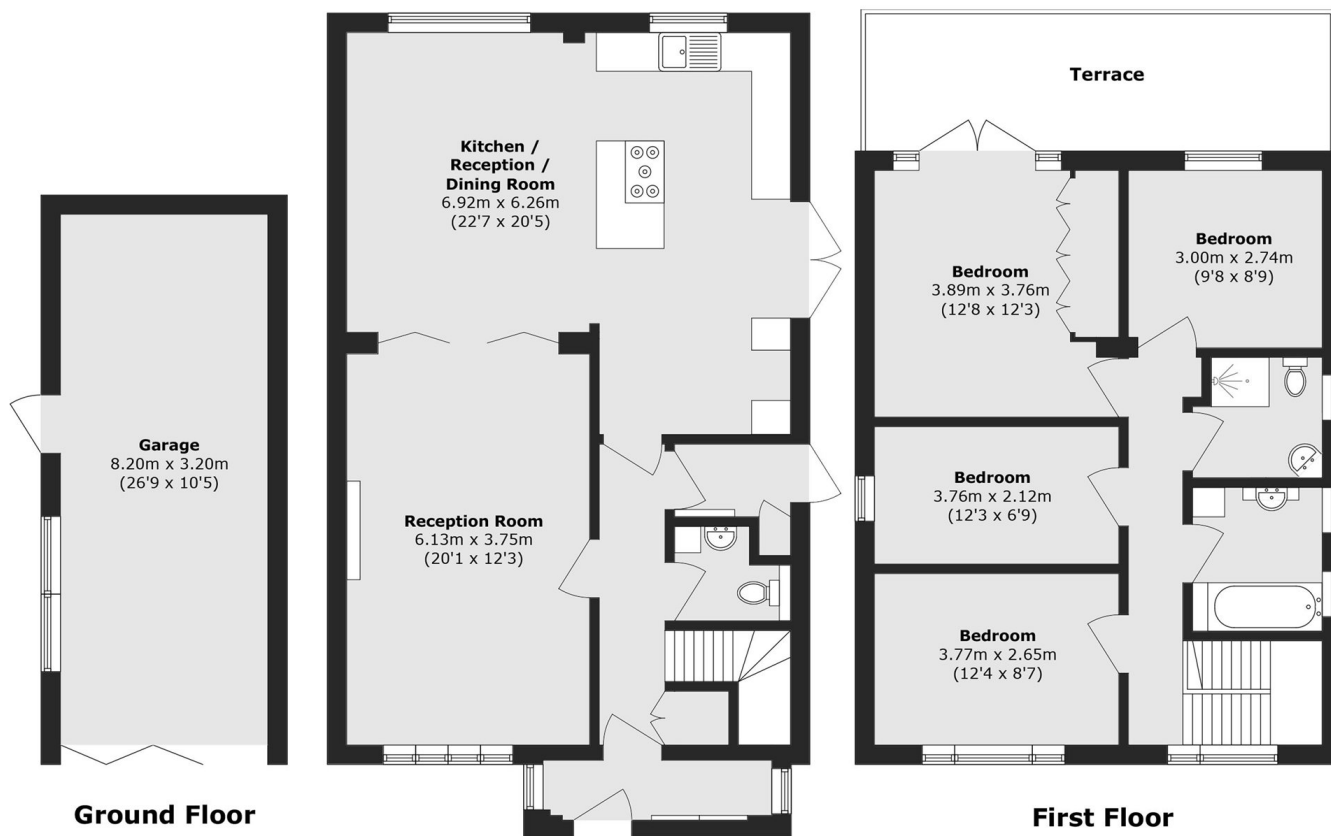 Terrace
Kitchen /
Reception /
Dining Room
6.92m x 6.26m
(22'7 x 20'5)
Bedroom
3.89m x 3.76m
(12'8 x 12'3)
Bedroom
3.00m x 2.74m
(9'8 x 8'9)
Garage
8.20m x 3.20m
(26'9 x 10'5)
Reception Room
6.13m x 3.75m
(20'1 x 12'3)
Bedroom
3.76m x 2.12m
(12'3 x 6'9)
Bedroom
3.77m x 2.65m
(12'4 x 8'7)
Ground Floor
First Floor